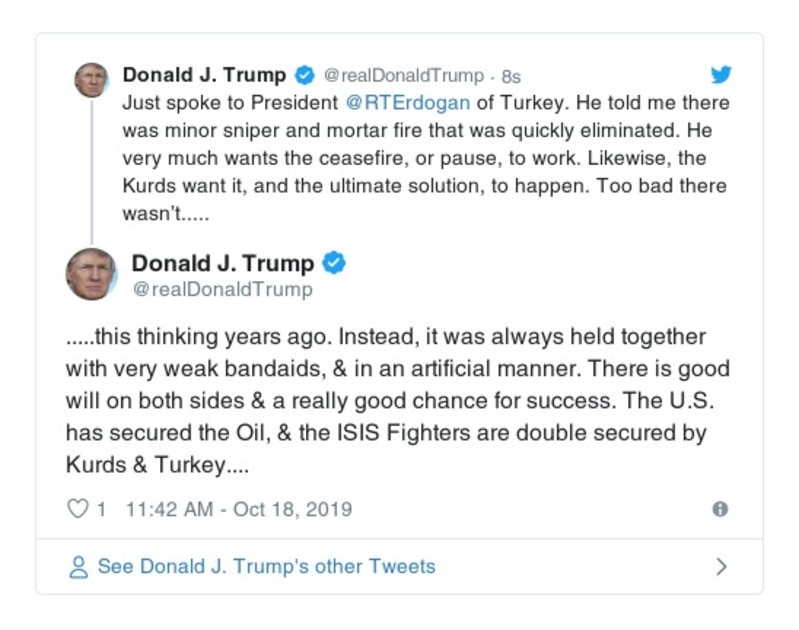 Donald J. Trump @realDonaldTrump · 8s
Just spoke to President @RTErdogan of Turkey. He told me there
was minor sniper and mortar fire that was quickly eliminated. He
very much wants the ceasefire, or pause, to work. Likewise, the
Kurds want it, and the ultimate solution, to happen. Too bad there
wasn't.....
Donald J. Trump
@realDonaldTrump
.....this thinking years ago. Instead, it was always held together
with very weak bandaids, & in an artificial manner. There is good
will on both sides & a really good chance for success. The U.S.
has secured the Oil, & the ISIS Fighters are double secured by
Kurds & Turkey....
1 11:42 AM - Oct 18, 2019
See Donald J. Trump's other Tweets